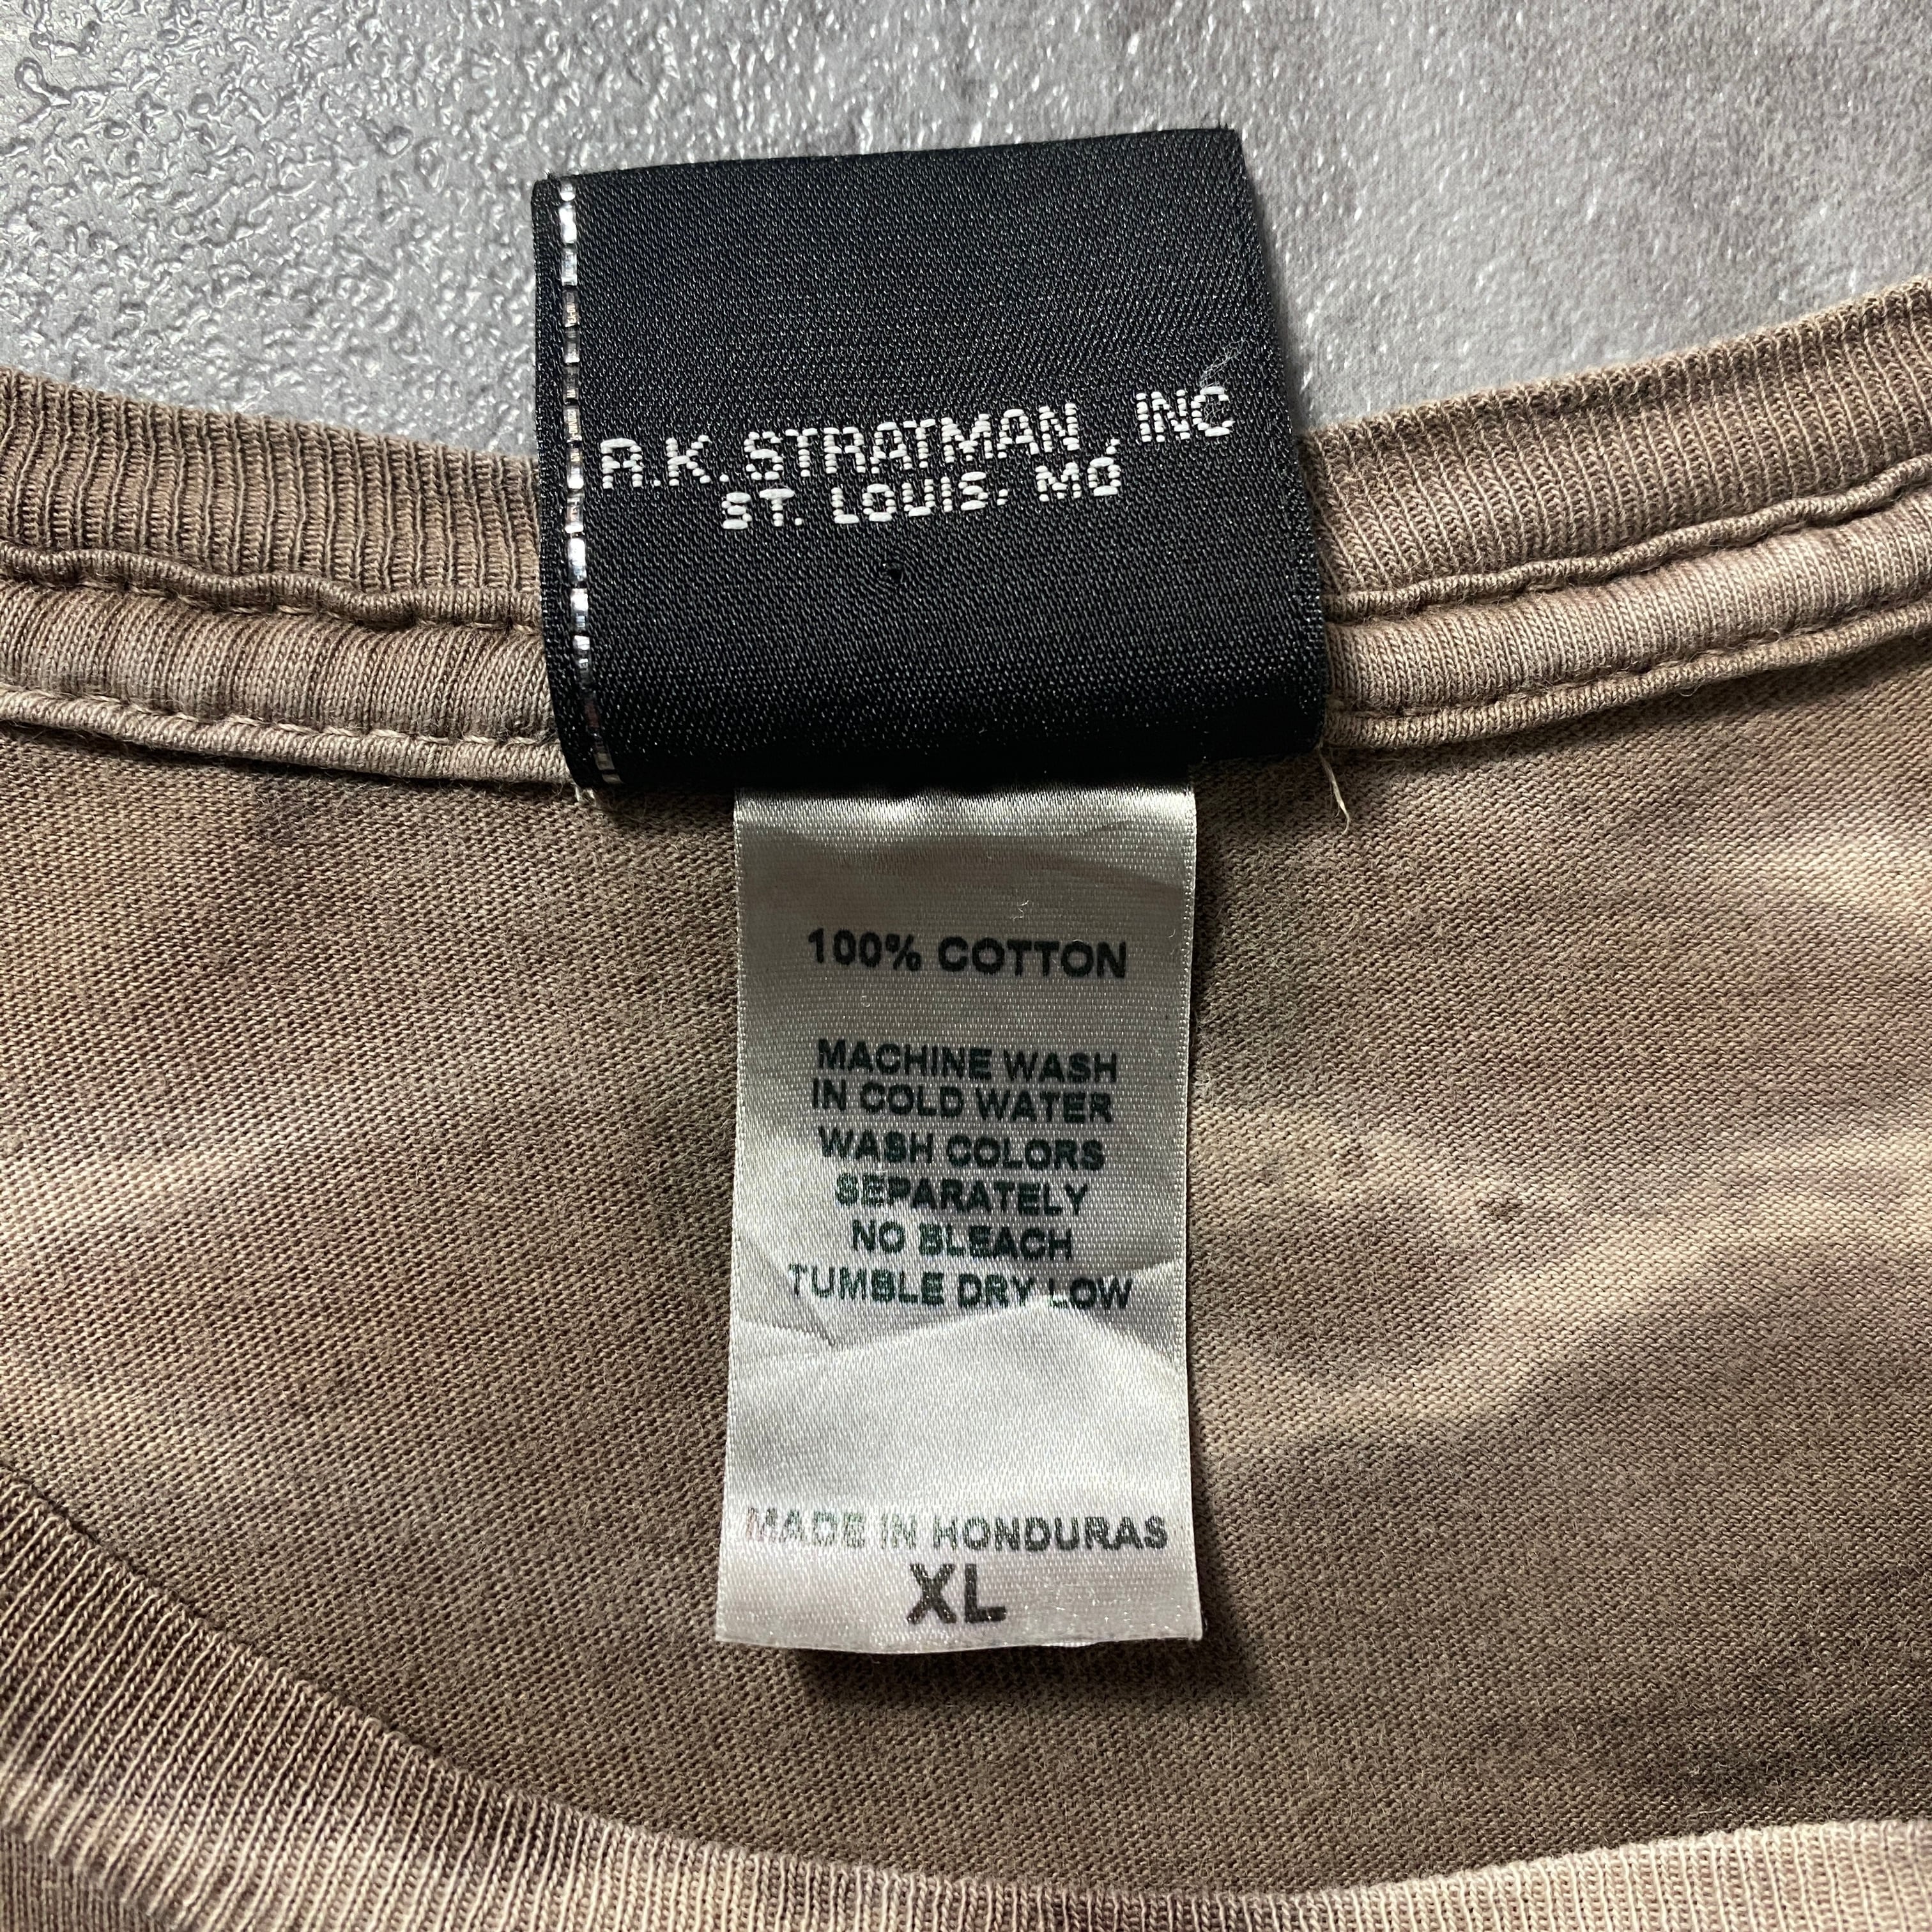 R.K. STRATMAN, INC
ST. LOUIS, MO
100% COTTON
MACHINE WASH
IN COLD WATER
WASH COLORS
SEPARATELY
NO BLEACH
TUMBLE DRY LOW
MADE IN HONDURAS
XL